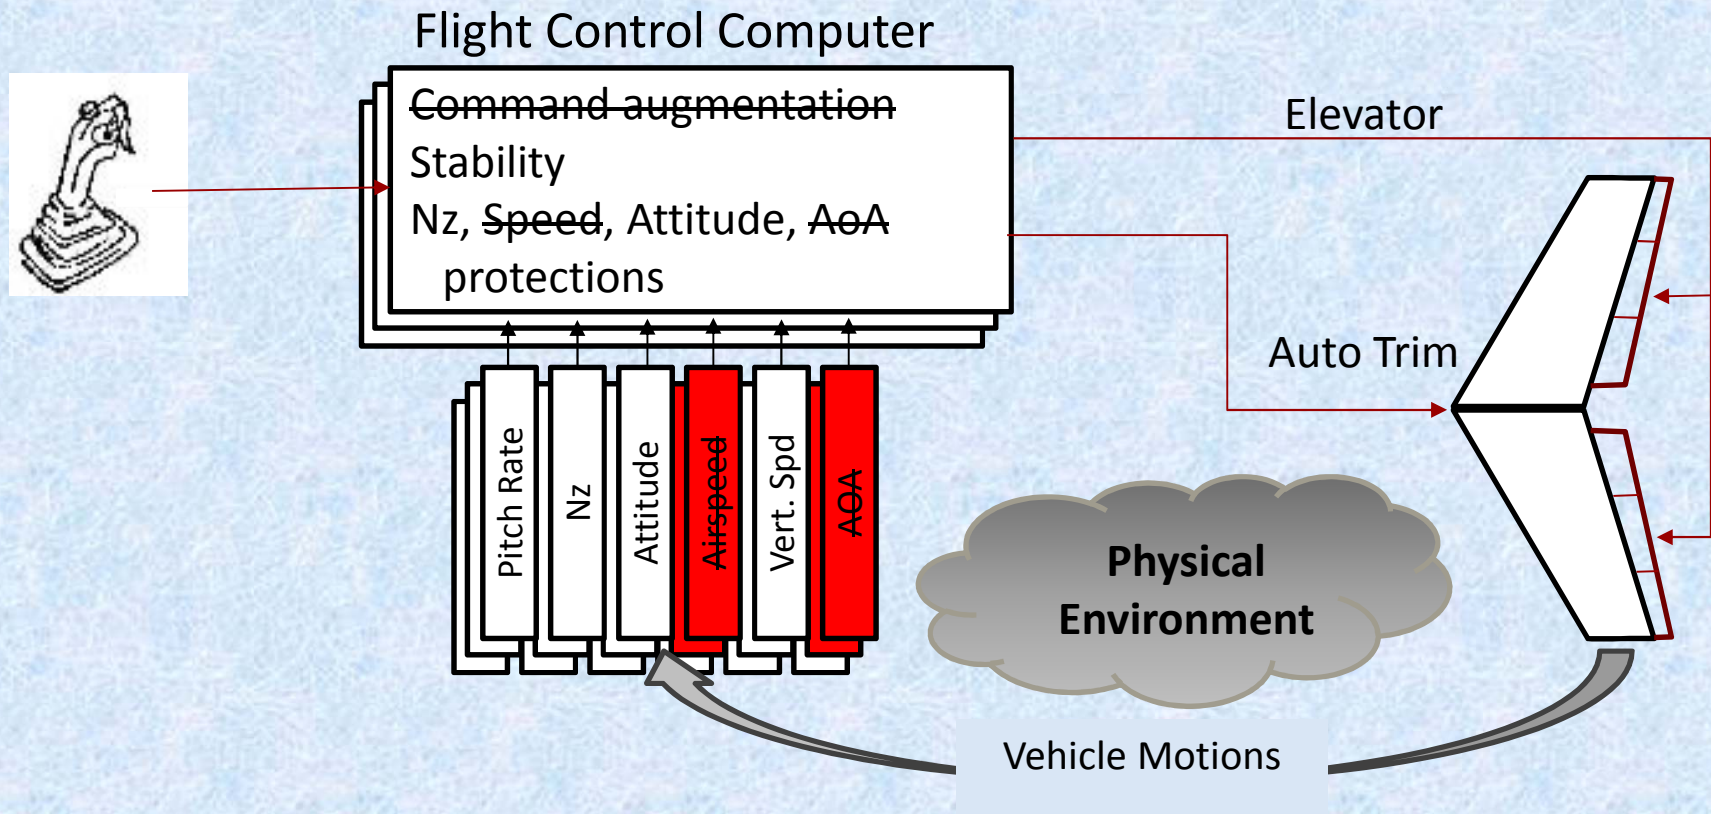 Flight Control Computer
Command augmentation
Stability
Nz, Speed, Attitude, AoA
protections
Elevator
Auto Trim
Pitch Rate
Nz
Attitude
Airspeed
Vert. Spd
AOA
Physical
Environment
Vehicle Motions